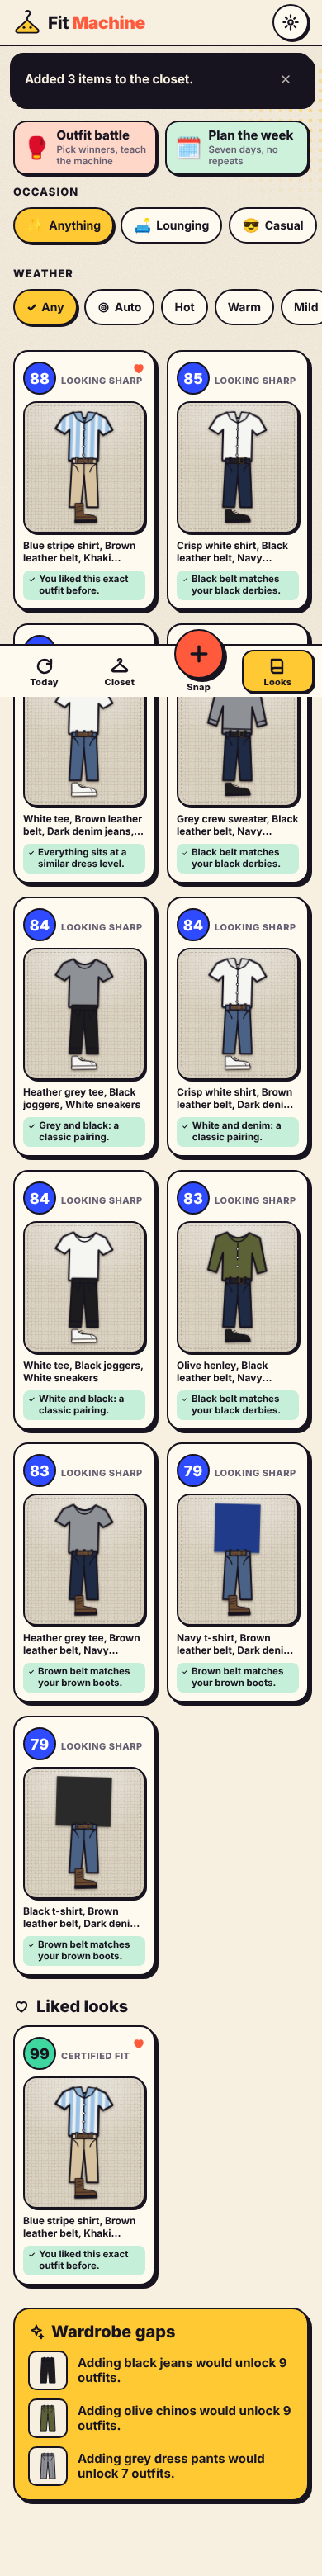 Fit Machine
Added 3 items to the closet.
Outfit battle
Pick winners, teach
the machine
Plan the week
Seven days, no
repeats
OCCASION
Anything
Lounging
Casual
WEATHER
Any
Auto
Hot
Warm
Mild
88 LOOKING SHARP
Blue stripe shirt, Brown
leather belt, Khaki...
You liked this exact
outfit before.
85 LOOKING SHARP
Crisp white shirt, Black
leather belt, Navy...
Black belt matches
your black derbies.
Today
Closet
Snap
Looks
White tee, Brown leather
belt, Dark denim jeans,...
Everything sits at a
similar dress level.
Grey crew sweater, Black
leather belt, Navy...
Black belt matches
your black derbies.
84 LOOKING SHARP
Heather grey tee, Black
joggers, White sneakers
Grey and black: a
classic pairing.
84 LOOKING SHARP
Crisp white shirt, Brown
leather belt, Dark deni...
White and denim: a
classic pairing.
84 LOOKING SHARP
White tee, Black joggers,
White sneakers
White and black: a
classic pairing.
83 LOOKING SHARP
Olive henley, Black
leather belt, Navy...
Black belt matches
your black derbies.
83 LOOKING SHARP
Heather grey tee, Brown
leather belt, Navy...
Brown belt matches
your brown boots.
79 LOOKING SHARP
Navy t-shirt, Brown
leather belt, Dark deni...
Brown belt matches
your brown boots.
79 LOOKING SHARP
Black t-shirt, Brown
leather belt, Dark deni...
Brown belt matches
your brown boots.
Liked looks
99 CERTIFIED FIT
Blue stripe shirt, Brown
leather belt, Khaki...
You liked this exact
outfit before.
Wardrobe gaps
Adding black jeans would unlock 9
outfits.
Adding olive chinos would unlock 9
outfits.
Adding grey dress pants would
unlock 7 outfits.